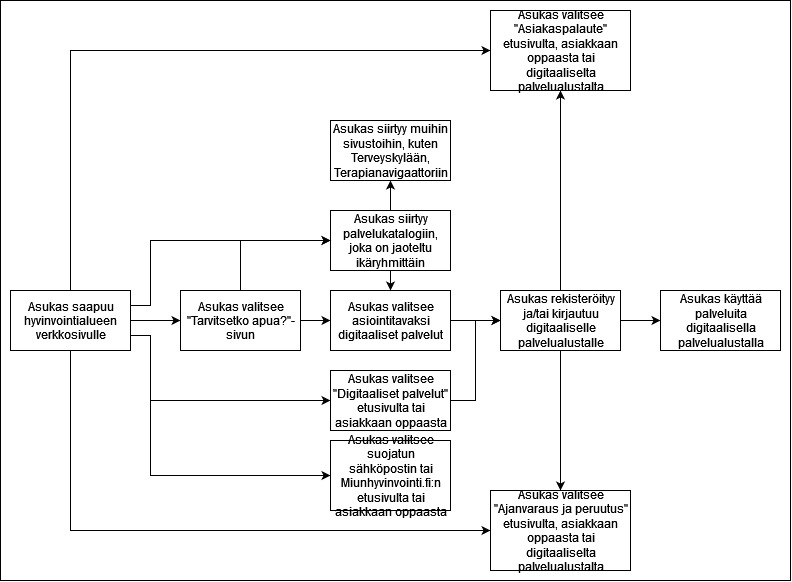 Asukas valitsee
"Asiakaspalaute"
etusivulta, asiakkaan
oppaasta tai
digitaaliselta
palvelualustalta
Asukas siirtyy muihin
sivustoihin, kuten
Terveyskylään,
Terapianavigaattoriin
Asukas siirtyy
palvelukatalogiin,
joka on jaoteltu
ikäryhmittäin
Asukas saapuu
hyvinvointialueen
verkkosivulle
Asukas valitsee
"Tarvitsetko apua?"-
sivun
Asukas valitsee
asiointitavaksi
digitaaliset palvelut
Asukas rekisteröityy
ja/tai kirjautuu
digitaaliselle
palvelualustalle
Asukas käyttää
palveluita
digitaalisella
palvelualustalla
Asukas valitsee
"Digitaaliset palvelut"
etusivulta tai
asiakkaan oppaasta
Asukas valitsee
suojatun
sähköpostin tai
Miunhyvinvointi.fi:n
etusivulta tai
asiakkaan oppaasta
Asukas valitsee
"Ajanvaraus ja peruutus"
etusivulta, asiakkaan
oppaasta tai
digitaaliselta
palvelualustalta